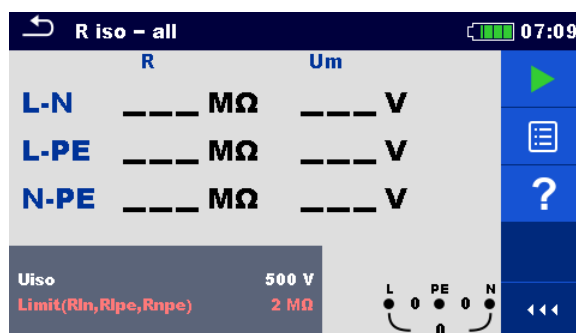 R iso – all 07:09
R Um
L-N ___ MΩ ___ V
L-PE ___ MΩ ___ V
N-PE ___ MΩ ___ V
?
Uiso 500 V
Limit(Rln,Rlpe,Rnpe) 2 MΩ
L PE N
0 0
0